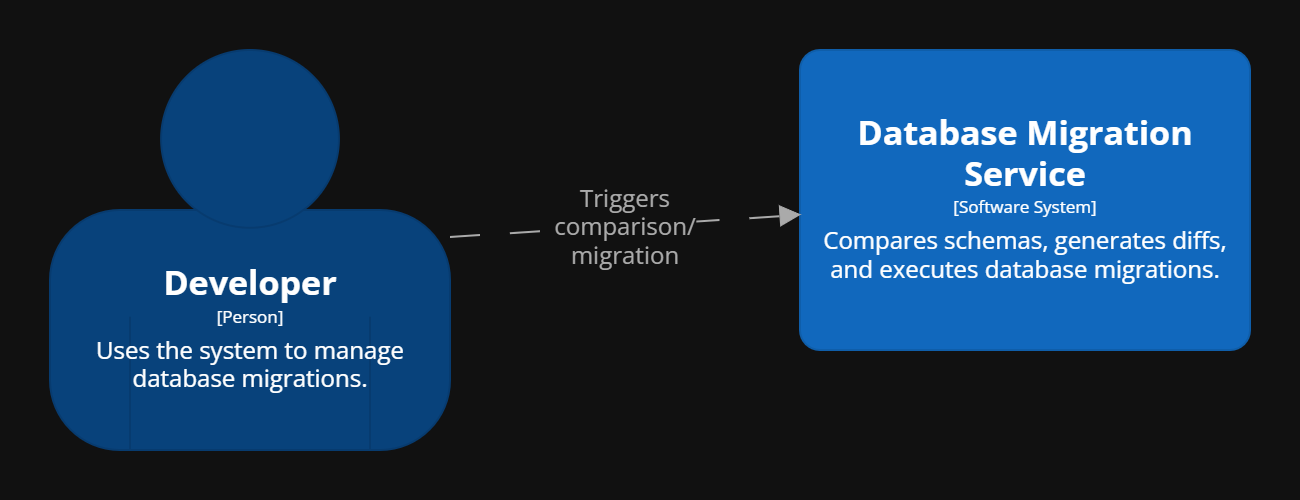 Developer
[Person]
Uses the system to manage
database migrations.
Triggers
comparison/
migration
Database Migration
Service
[Software System]
Compares schemas, generates diffs,
and executes database migrations.